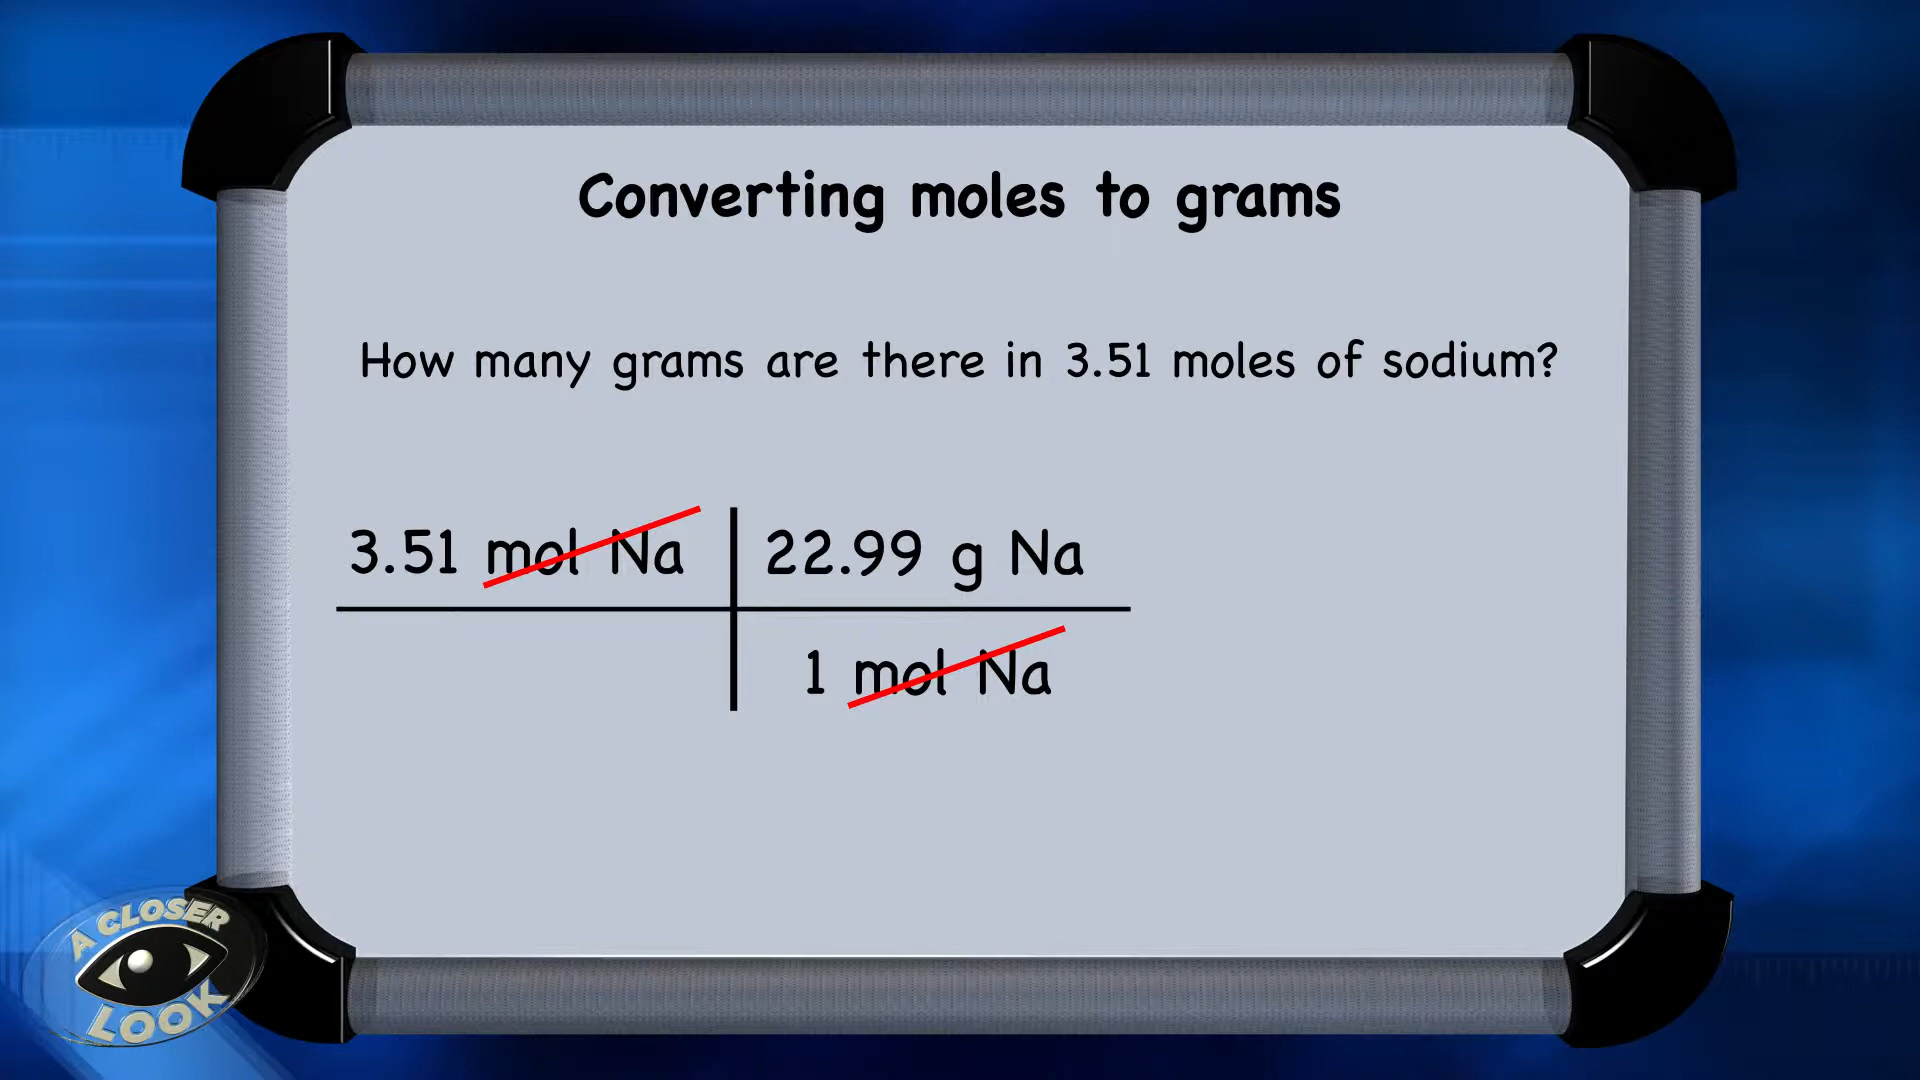 Converting moles to grams
How many grams are there in 3.51 moles of sodium?
3.51 mol Na 22.99 g Na
1 mol Na
A CLOSER
LOOK